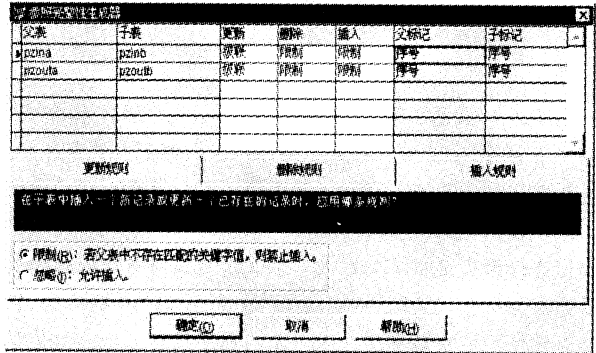 参照完整性生成器
父表 子表 更新 删除 插入 父标记 子标记
pzina pzinb 级联 限制 限制 序号 序号
pzouta pzoutb 级联 限制 限制 序号 序号
更新规则 删除规则 插入规则
在子表中插入一个新记录或更新一个已存在的记录时，应用哪条规则?
限制(R)：若父表中不存在匹配的关键字值，则禁止插入。
忽略(I)：允许插入。
确定(O) 取消 帮助(H)